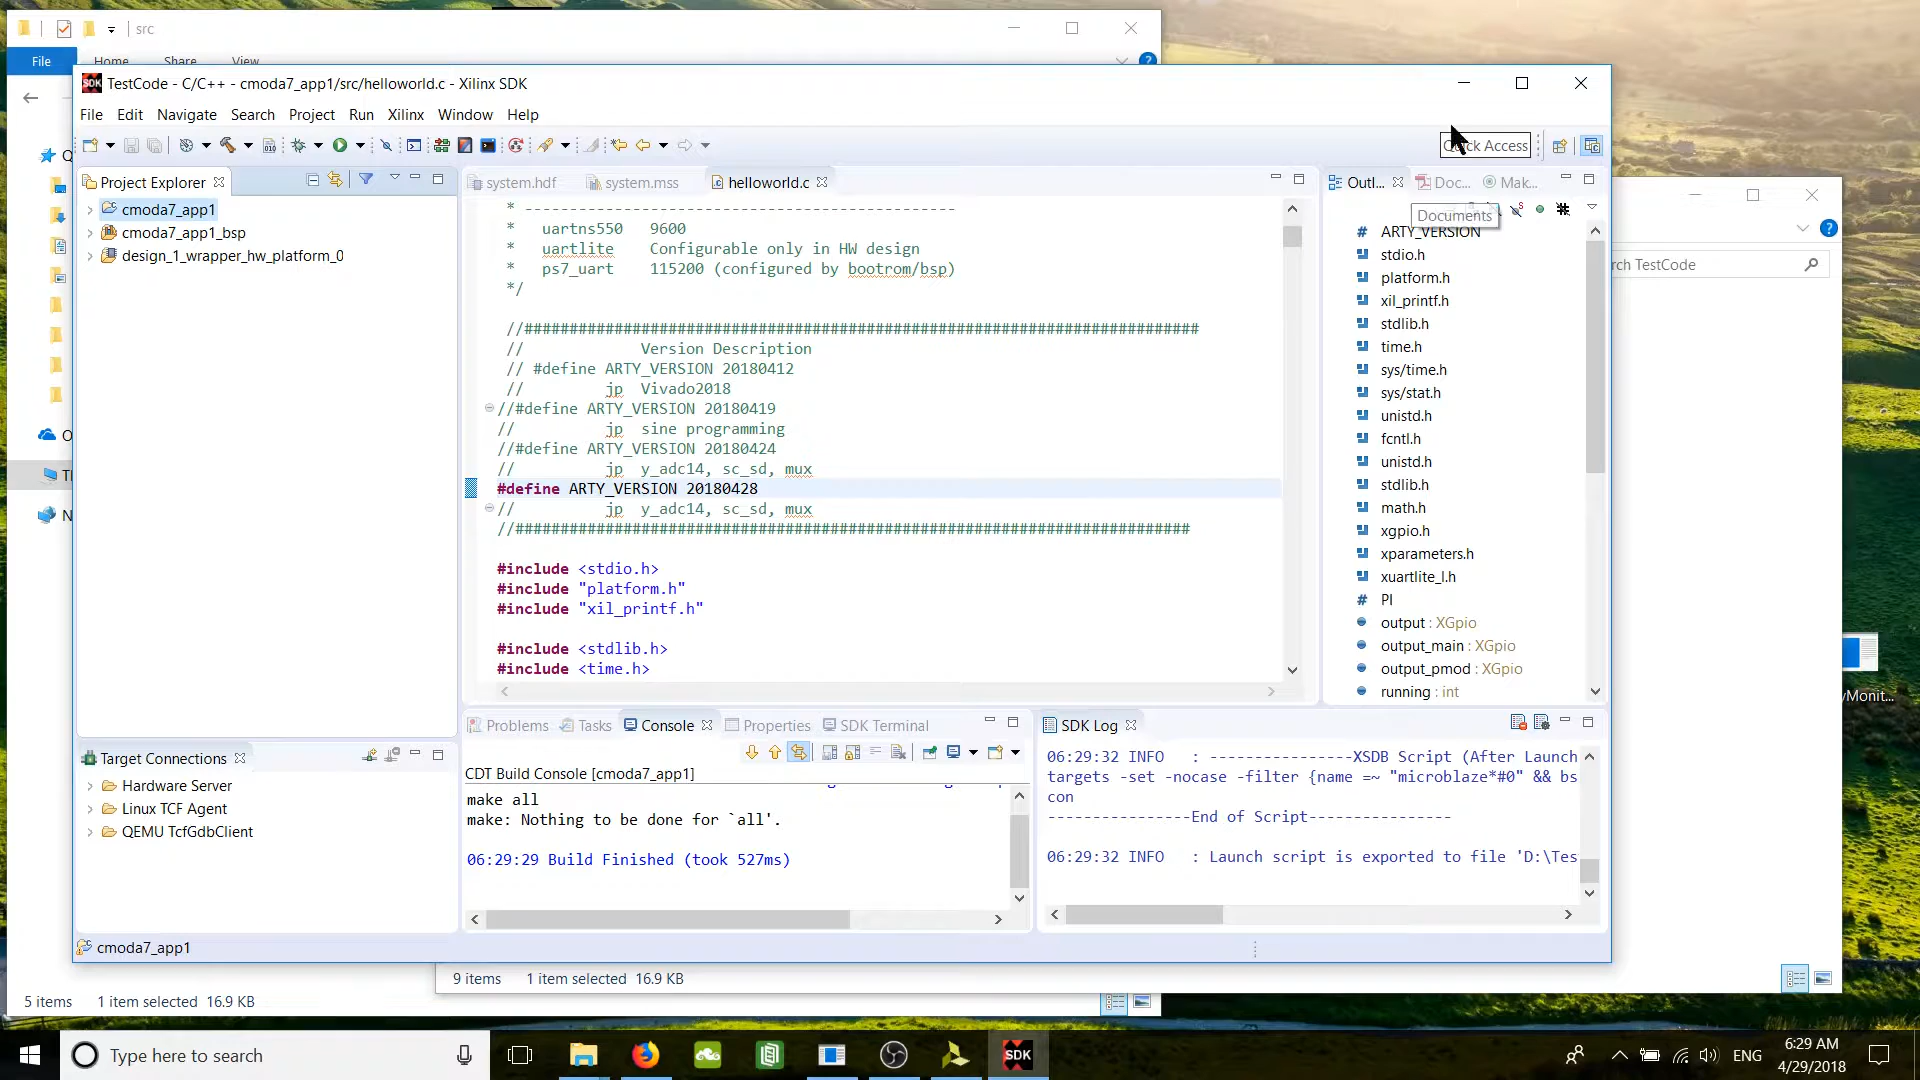 src
File
Home
Share
View
TestCode - C/C++ - cmoda7_app1/src/helloworld.c - Xilinx SDK
File Edit Navigate Search Project Run Xilinx Window Help
Quick Access
Project Explorer
cmoda7_app1
cmoda7_app1_bsp
design_1_wrapper_hw_platform_0
system.hdf
system.mss
helloworld.c
* ------------------------------------------------
* uartns550 9600
* uartlite Configurable only in HW design
* ps7_uart 115200 (configured by bootrom/bsp)
*/
//###########################################################################
// Version Description
// #define ARTY_VERSION 20180412
// jp Vivado2018
//#define ARTY_VERSION 20180419
// jp sine programming
//#define ARTY_VERSION 20180424
// jp y_adc14, sc_sd, mux
#define ARTY_VERSION 20180428
// jp y_adc14, sc_sd, mux
//###########################################################################
#include <stdio.h>
#include "platform.h"
#include "xil_printf.h"
#include <stdlib.h>
#include <time.h>
Outl...
Doc...
Mak...
Documents
ARTY_VERSION
stdio.h
platform.h
xil_printf.h
stdlib.h
time.h
sys/time.h
sys/stat.h
unistd.h
fcntl.h
unistd.h
stdlib.h
math.h
xgpio.h
xparameters.h
xuartlite_l.h
PI
output : XGpio
output_main : XGpio
output_pmod : XGpio
running : int
rch TestCode
yMonit...
Target Connections
Hardware Server
Linux TCF Agent
QEMU TcfGdbClient
Problems
Tasks
Console
Properties
SDK Terminal
CDT Build Console [cmoda7_app1]
make all
make: Nothing to be done for `all'.
06:29:29 Build Finished (took 527ms)
SDK Log
06:29:32 INFO : ----------------XSDB Script (After Launch
targets -set -nocase -filter {name =~ "microblaze*#0" && bs
con
----------------End of Script----------------
06:29:32 INFO : Launch script is exported to file 'D:\Tes
cmoda7_app1
9 items 1 item selected 16.9 KB
5 items 1 item selected 16.9 KB
Type here to search
SDK
ENG
6:29 AM
4/29/2018